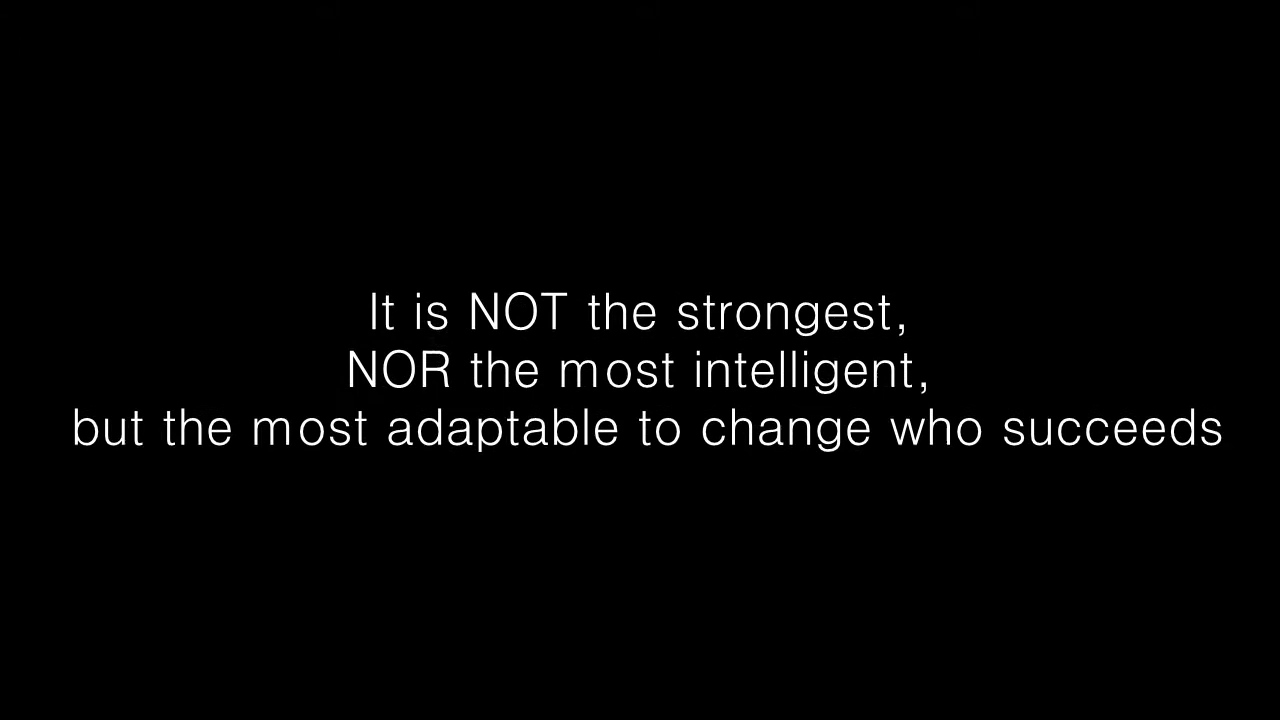 It is NOT the strongest,
NOR the most intelligent,
but the most adaptable to change who succeeds